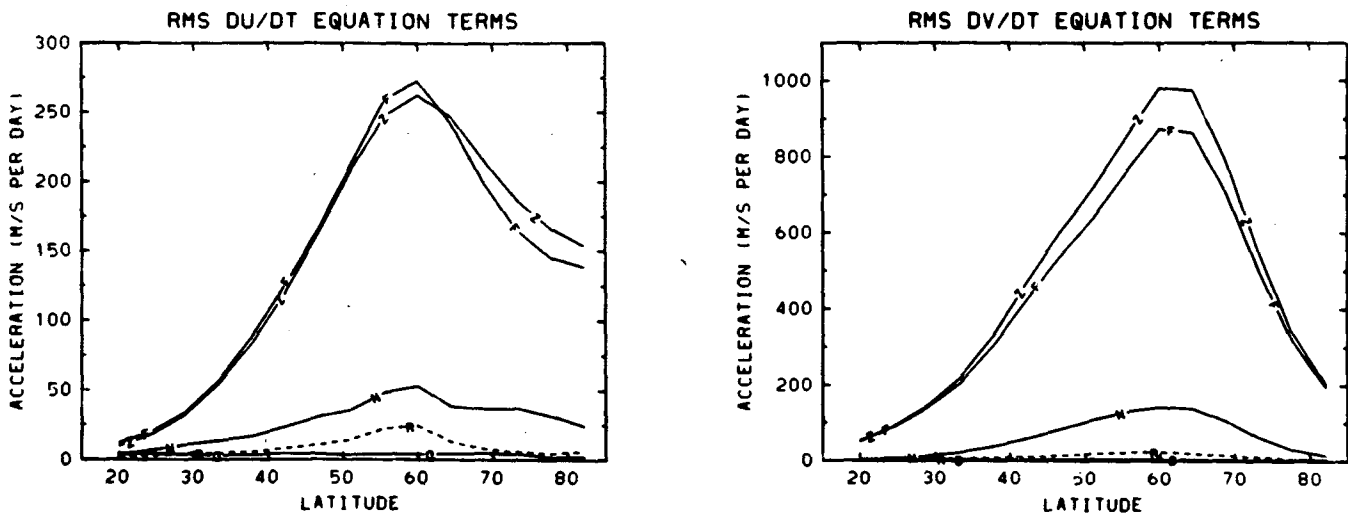 RMS DU/DT EQUATION TERMS
300
250
200
150
100
50
0
ACCELERATION (M/S PER DAY)
20 30 40 50 60 70 80
LATITUDE
F
Z
F
Z
Z
F
Z
F
N
N
R
D
D
RMS DV/DT EQUATION TERMS
1000
800
600
400
200
0
ACCELERATION (M/S PER DAY)
20 30 40 50 60 70 80
LATITUDE
Z
F
Z
F
Z
F
Z
F
N
N